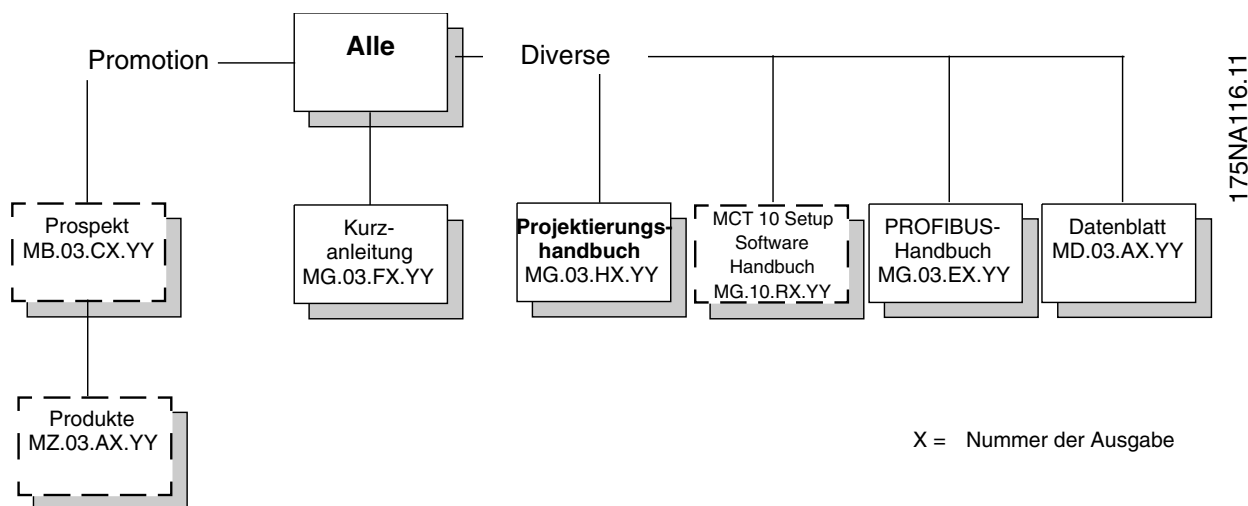 Alle
Promotion
Diverse
175NA116.11
Prospekt
MB.03.CX.YY
Kurz-
anleitung
MG.03.FX.YY
Projektierungs-
handbuch
MG.03.HX.YY
MCT 10 Setup
Software
Handbuch
MG.10.RX.YY
PROFIBUS-
Handbuch
MG.03.EX.YY
Datenblatt
MD.03.AX.YY
Produkte
MZ.03.AX.YY
X = Nummer der Ausgabe